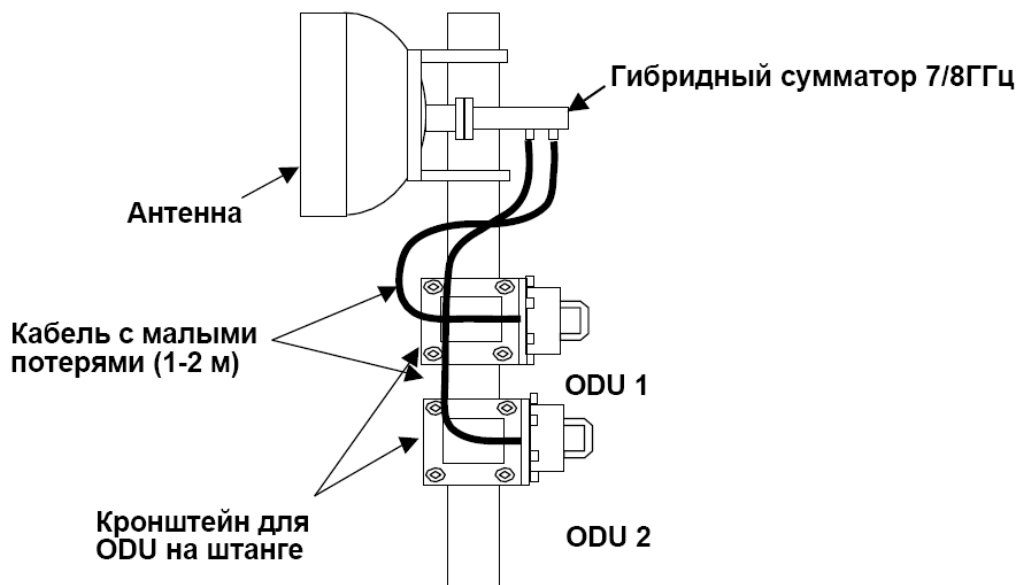 Гибридный сумматор 7/8ГГц
Антенна
Кабель с малыми
потерями (1-2 м)
ODU 1
Кронштейн для
ODU на штанге
ODU 2